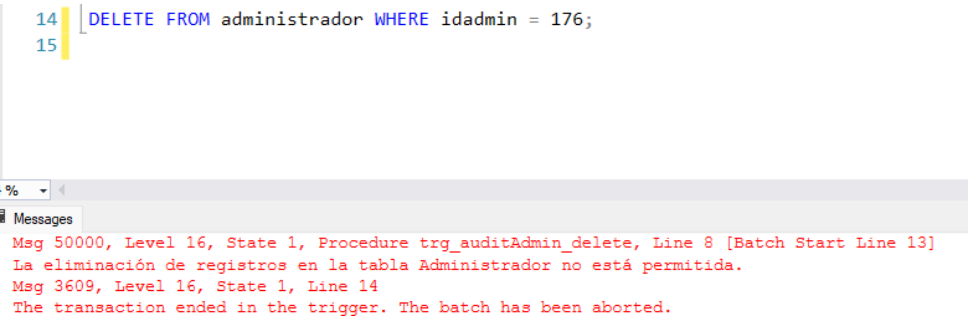 14 DELETE FROM administrador WHERE idadmin = 176;
15
%
Messages
Msg 50000, Level 16, State 1, Procedure trg_auditAdmin_delete, Line 8 [Batch Start Line 13]
La eliminación de registros en la tabla Administrador no está permitida.
Msg 3609, Level 16, State 1, Line 14
The transaction ended in the trigger. The batch has been aborted.